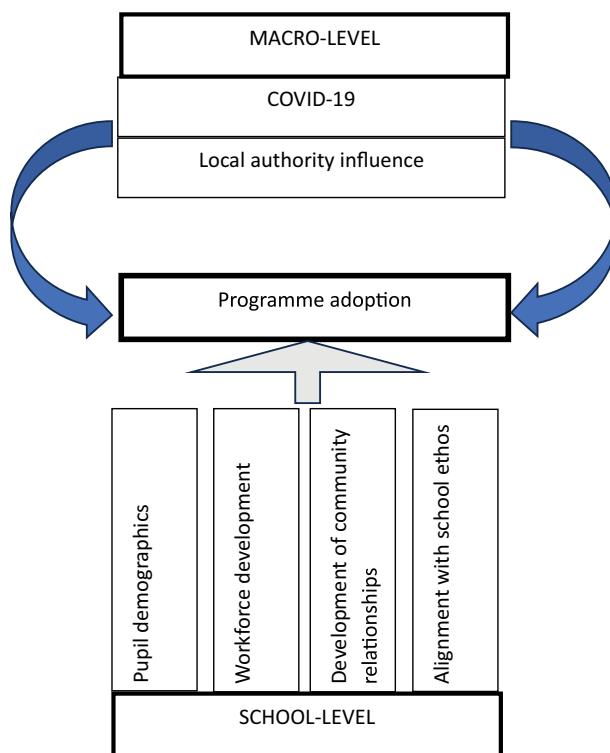 MACRO-LEVEL
COVID-19
Local authority influence
Programme adoption
Pupil demographics
Workforce development
Development of community
relationships
Alignment with school ethos
SCHOOL-LEVEL